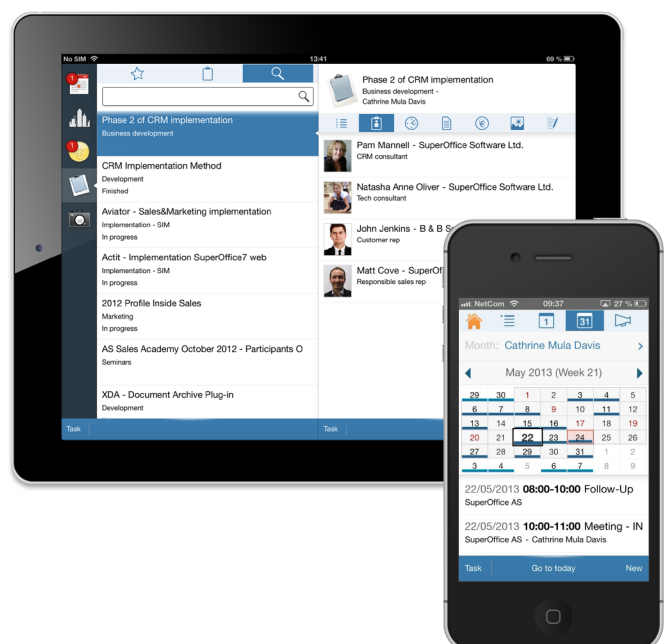 No SIM
13:41
69 %
1
1
Phase 2 of CRM implementation
Business development
CRM Implementation Method
Development
Finished
Aviator - Sales&Marketing implementation
Implementation - SIM
In progress
Actit - Implementation SuperOffice7 web
Implementation - SIM
In progress
2012 Profile Inside Sales
Marketing
In progress
AS Sales Academy October 2012 - Participants O
Seminars
XDA - Document Archive Plug-in
Development
Task
Phase 2 of CRM implementation
Business development -
Cathrine Mula Davis
€
Pam Mannell - SuperOffice Software Ltd.
CRM consultant
Natasha Anne Oliver - SuperOffice Software Ltd.
Tech consultant
John Jenkins - B & B S
Customer rep
Matt Cove - SuperOf
Responsible sales rep
Task
NetCom
09:37
27 %
1
31
Month: Cathrine Mula Davis
May 2013 (Week 21)
29 30 1 2 3 4 5
6 7 8 9 10 11 12
13 14 15 16 17 18 19
20 21 22 23 24 25 26
27 28 29 30 31 1 2
3 4 5 6 7 8 9
22/05/2013 08:00-10:00 Follow-Up
SuperOffice AS
22/05/2013 10:00-11:00 Meeting - IN
SuperOffice AS - Cathrine Mula Davis
Task
Go to today
New